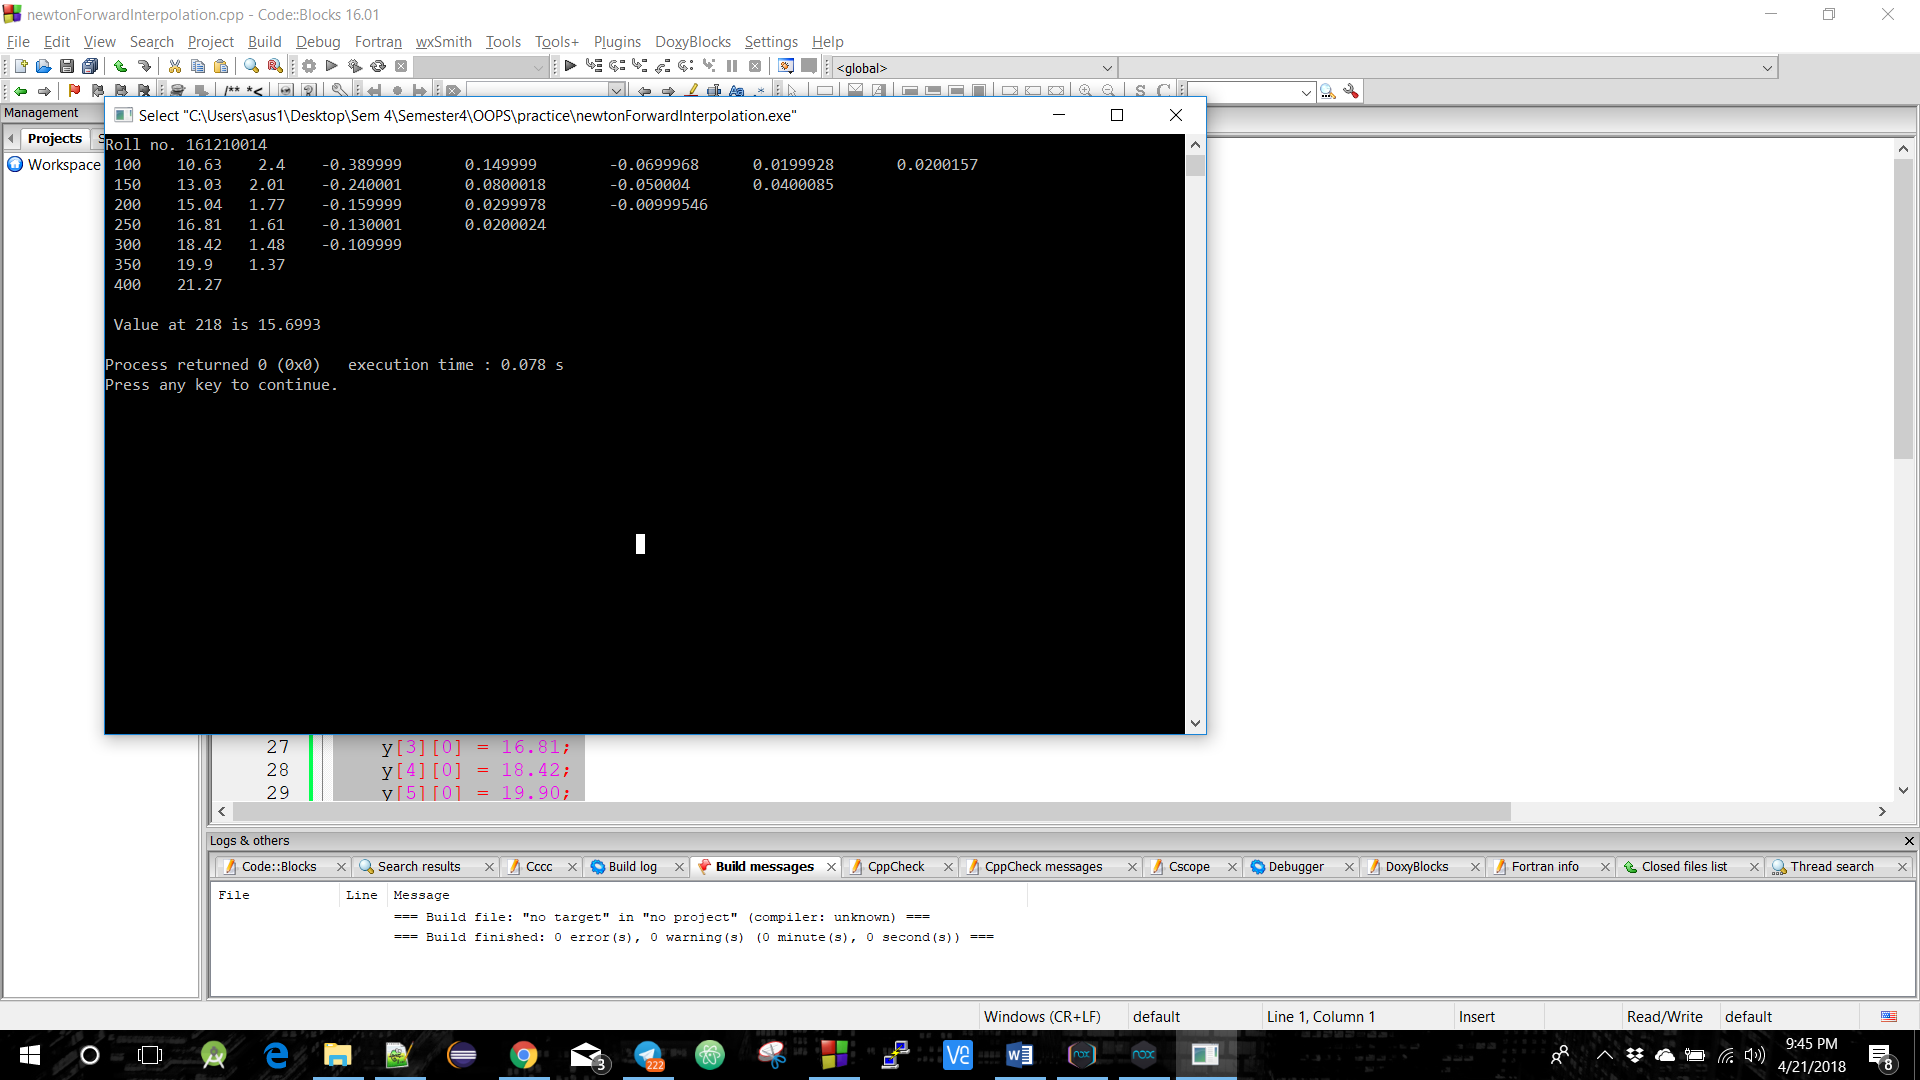 newtonForwardInterpolation.cpp - Code::Blocks 16.01
File Edit View Search Project Build Debug Fortran wxSmith Tools Tools+ Plugins DoxyBlocks Settings Help
<global>
/** *<
Management
Projects
Workspace
Select "C:\Users\asus1\Desktop\Sem 4\Semester4\OOPS\practice\newtonForwardInterpolation.exe"
Roll no. 161210014
100 10.63 2.4 -0.389999 0.149999 -0.0699968 0.0199928 0.0200157
150 13.03 2.01 -0.240001 0.0800018 -0.050004 0.0400085
200 15.04 1.77 -0.159999 0.0299978 -0.00999546
250 16.81 1.61 -0.130001 0.0200024
300 18.42 1.48 -0.109999
350 19.9 1.37
400 21.27
Value at 218 is 15.6993
Process returned 0 (0x0) execution time : 0.078 s
Press any key to continue.
27 y[3][0] = 16.81;
28 y[4][0] = 18.42;
29 y[5][0] = 19.90;
Logs & others
Code::Blocks Search results Cccc Build log Build messages CppCheck CppCheck messages Cscope Debugger DoxyBlocks Fortran info Closed files list Thread search
File Line Message
=== Build file: "no target" in "no project" (compiler: unknown) ===
=== Build finished: 0 error(s), 0 warning(s) (0 minute(s), 0 second(s)) ===
Windows (CR+LF) default Line 1, Column 1 Insert Read/Write default
3
222
nox
nox
9:45 PM
4/21/2018
8